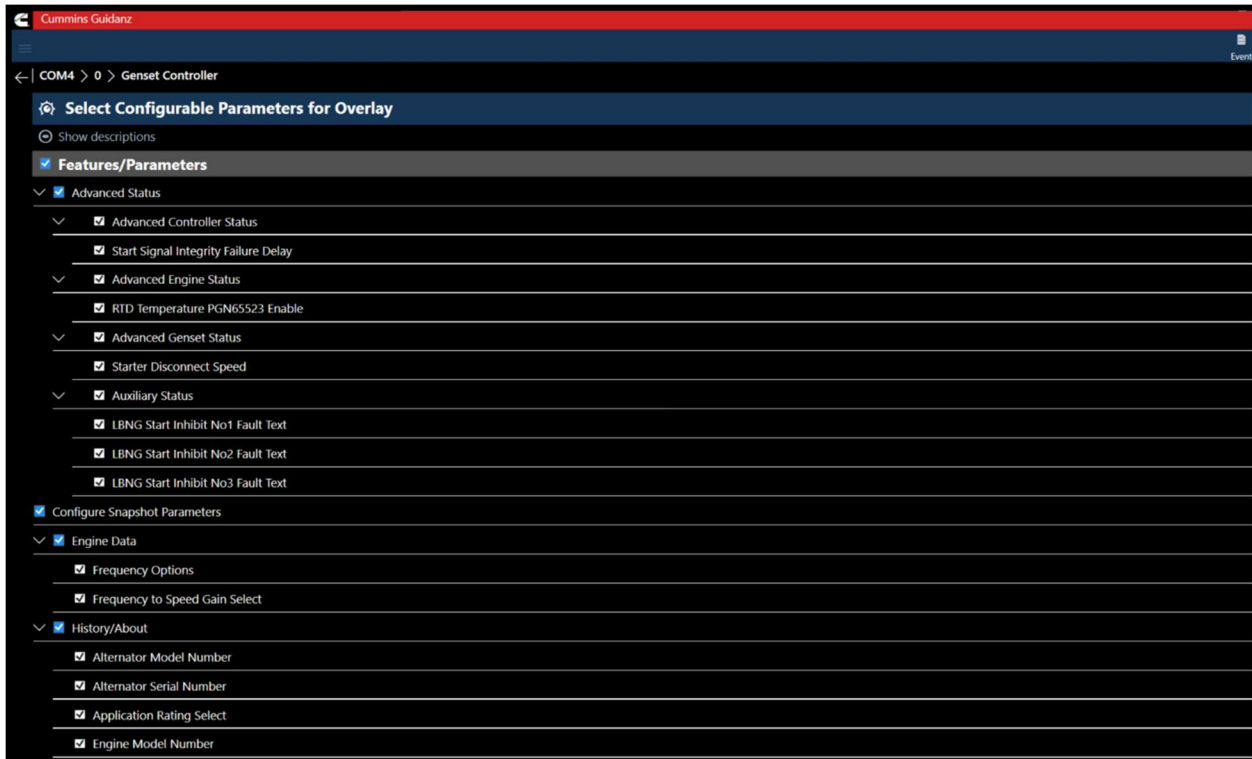 Cummins Guidanz
Event
COM4 > 0 > Genset Controller
Select Configurable Parameters for Overlay
Show descriptions
Features/Parameters
Advanced Status
Advanced Controller Status
Start Signal Integrity Failure Delay
Advanced Engine Status
RTD Temperature PGN65523 Enable
Advanced Genset Status
Starter Disconnect Speed
Auxiliary Status
LBNG Start Inhibit No1 Fault Text
LBNG Start Inhibit No2 Fault Text
LBNG Start Inhibit No3 Fault Text
Configure Snapshot Parameters
Engine Data
Frequency Options
Frequency to Speed Gain Select
History/About
Alternator Model Number
Alternator Serial Number
Application Rating Select
Engine Model Number